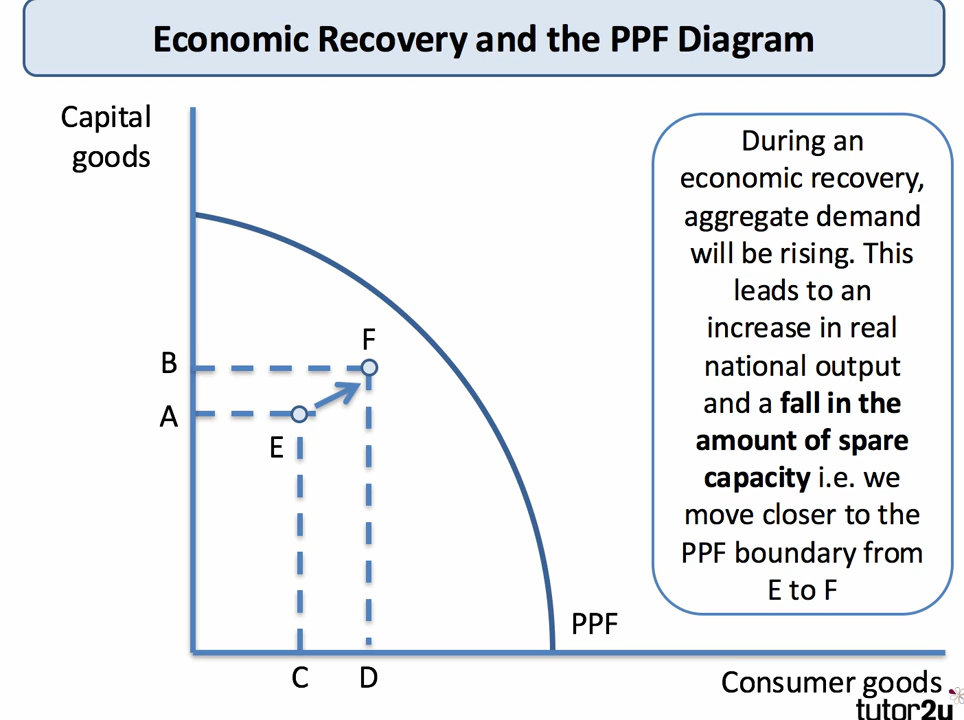 Economic Recovery and the PPF Diagram
Capital
goods
B
A
E
F
C
D
PPF
Consumer goods
During an
economic recovery,
aggregate demand
will be rising. This
leads to an
increase in real
national output
and a fall in the
amount of spare
capacity i.e. we
move closer to the
PPF boundary from
E to F
tutor2u